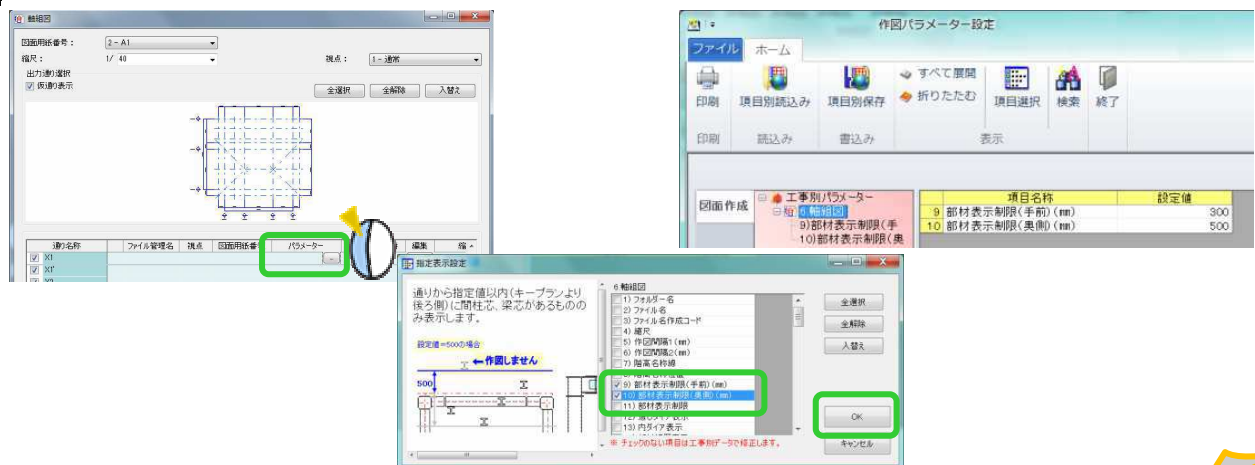 軸組図
図面用紙番号：
2 - A1
縮尺：
1/ 40
視点：
1 - 通常
出力通り選択
仮通り表示
全選択
全解除
入替え
通り名称
ファイル管理名
視点
図面用紙番
パラメーター
編集
縮
X1
X1'
作図パラメーター設定
ファイル
ホーム
印刷
項目別読込み
項目別保存
すべて展開
折りたたむ
項目選択
検索
終了
印刷
読込み
書込み
表示
図面作成
工事別パラメーター
6.軸組図
9)部材表示制限(手
10)部材表示制限(奥
項目名称
設定値
9 部材表示制限(手前)(mm) 300
10 部材表示制限(奥側)(mm) 500
指定表示設定
通りから指定値以内(キープランより
後ろ側)に間柱芯、梁芯があるものの
み表示します。
設定値=500の場合
←作図しません
500
6.軸組図
1) フォルダー名
2) ファイル名
3) ファイル名作成コード
4) 縮尺
5) 作図間隔1(mm)
6) 作図間隔2(mm)
7) 階高名称線
9) 部材表示制限(手前)(mm)
10) 部材表示制限(奥側)(mm)
11) 部材表示制限
13) 内ダイア表示
※ チェックのない項目は工事別データで修正します。
全選択
全解除
入替え
OK
キャンセル